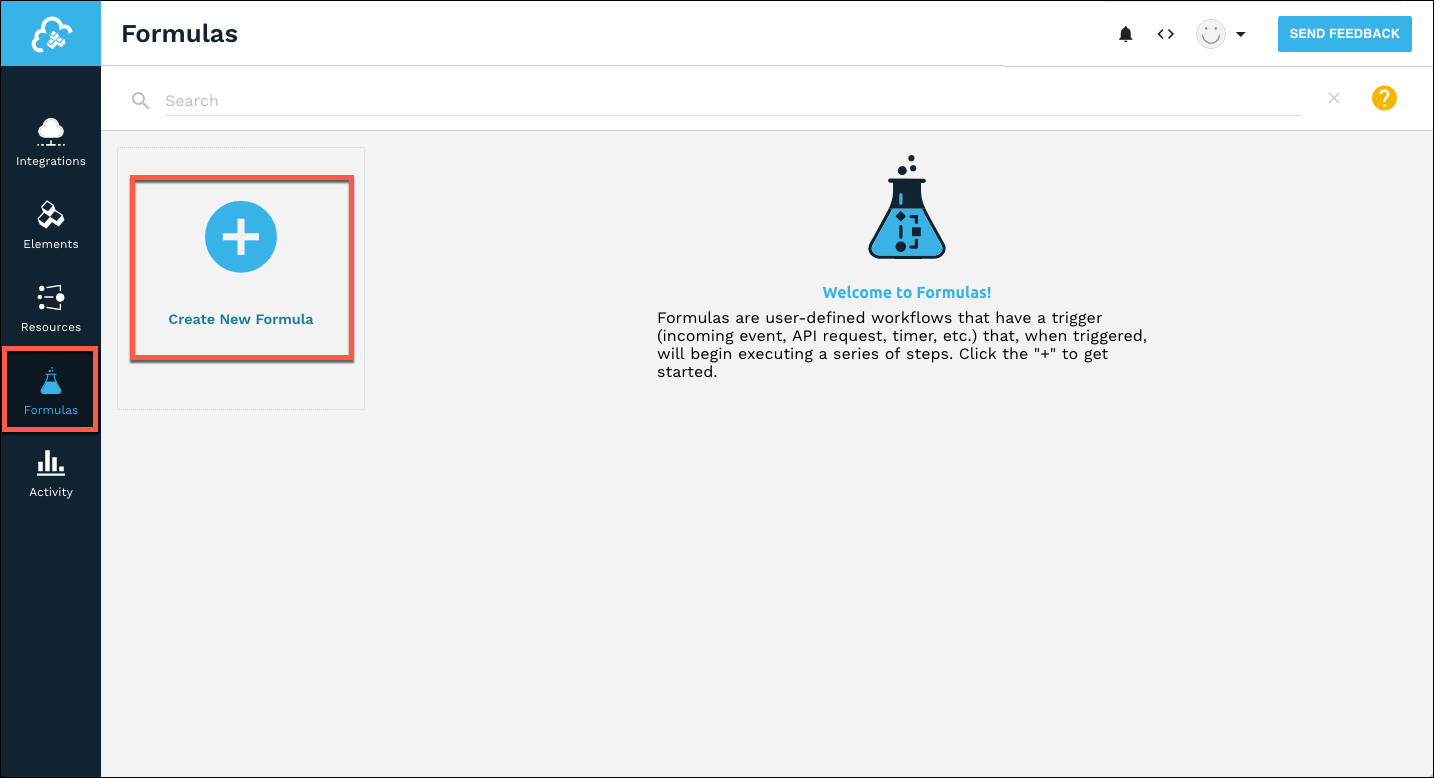 Formulas
SEND FEEDBACK
Search
?
Integrations
Elements
Resources
Formulas
Activity
Create New Formula
Welcome to Formulas!
Formulas are user-defined workflows that have a trigger
(incoming event, API request, timer, etc.) that, when triggered,
will begin executing a series of steps. Click the "+" to get
started.